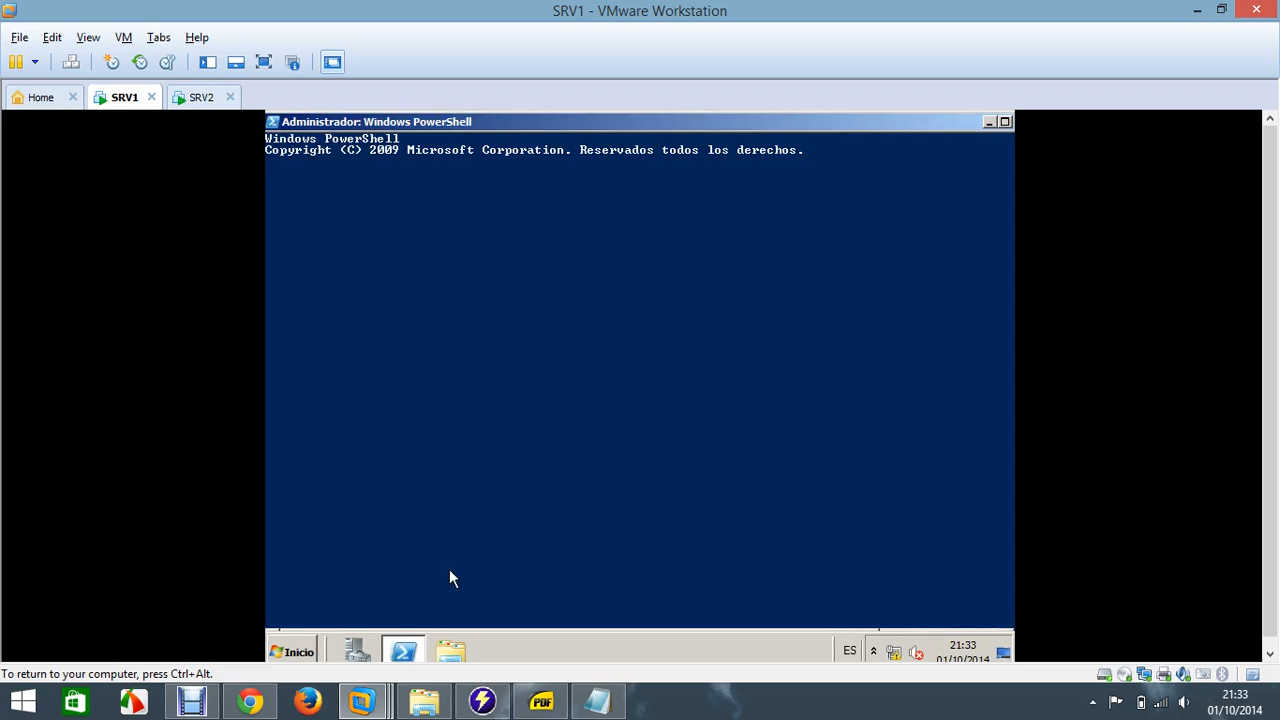 SRV1 - VMware Workstation
File Edit View VM Tabs Help
Home SRV1 SRV2
Administrador: Windows PowerShell
Windows PowerShell
Copyright (C) 2009 Microsoft Corporation. Reservados todos los derechos.
Inicio ES 21:33
01/10/2014
To return to your computer, press Ctrl+Alt.
PDF 21:33
01/10/2014